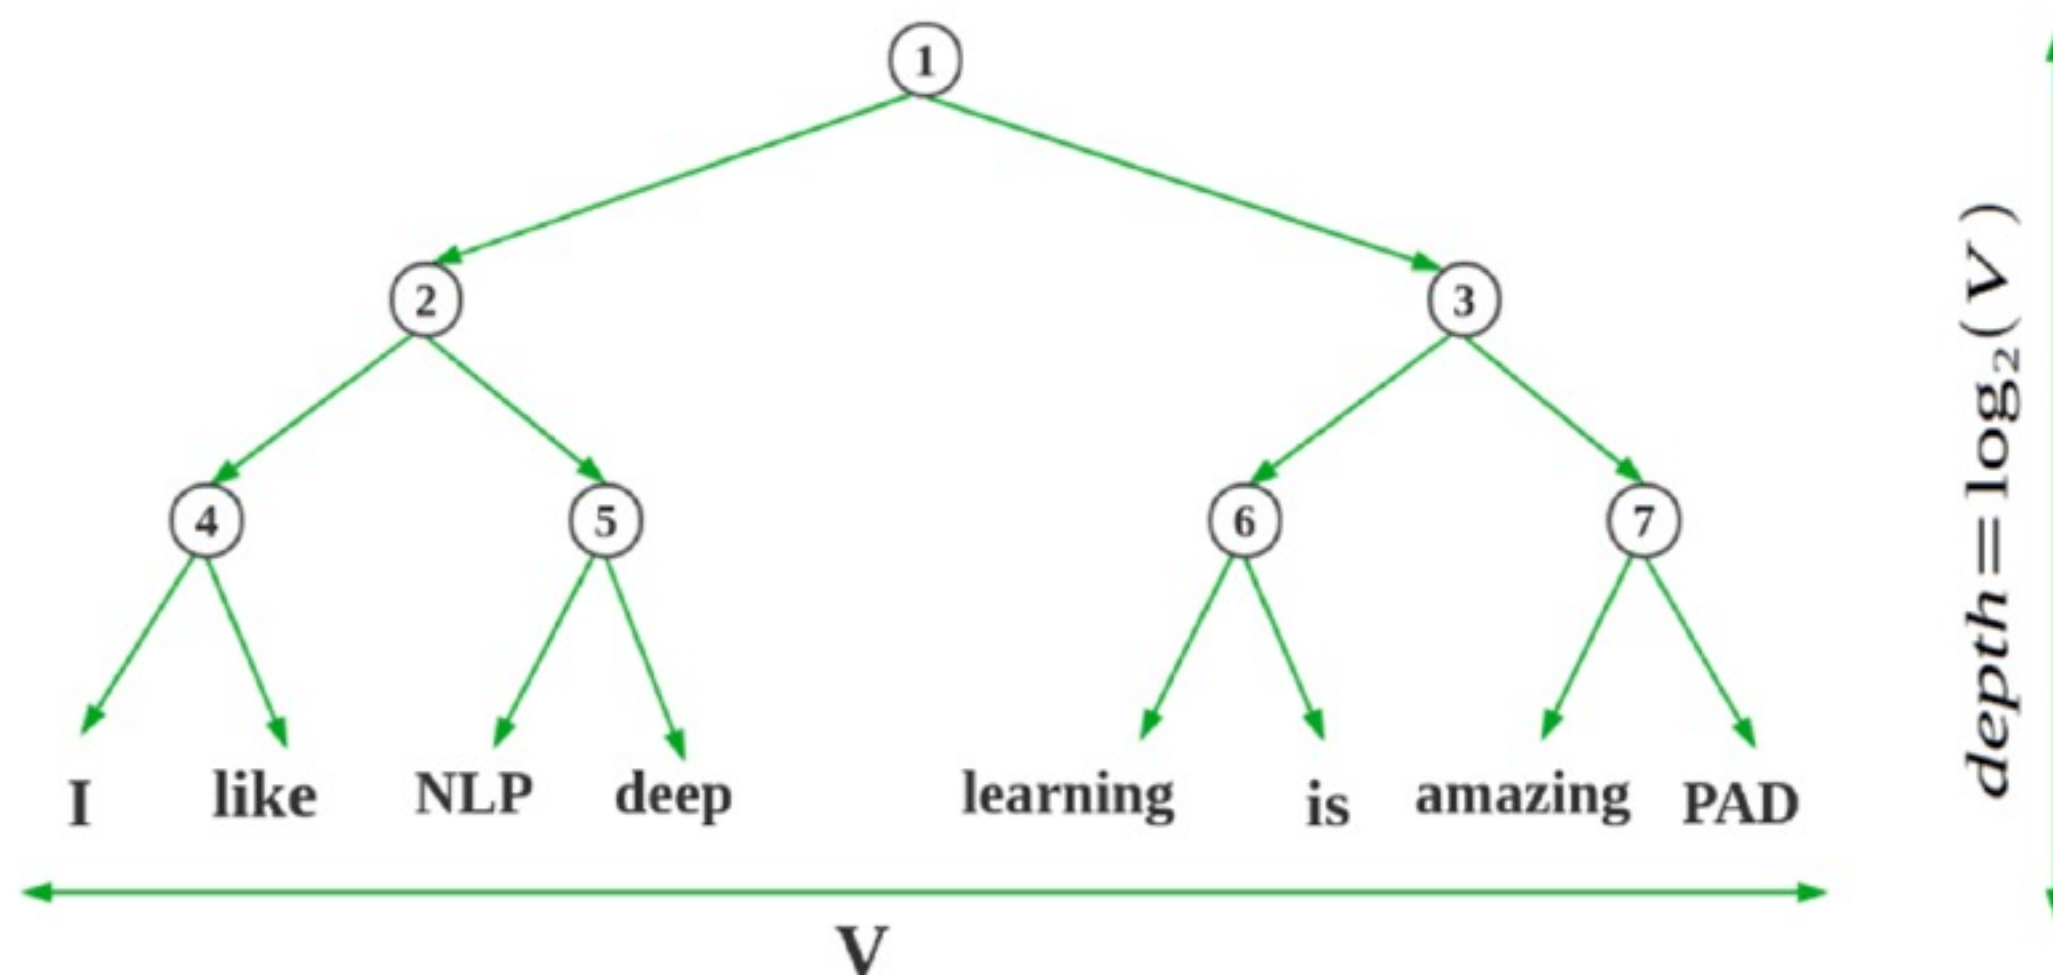 1
2 3
4 5 6 7
I like NLP deep learning is amazing PAD
V
depth = log₂(V)